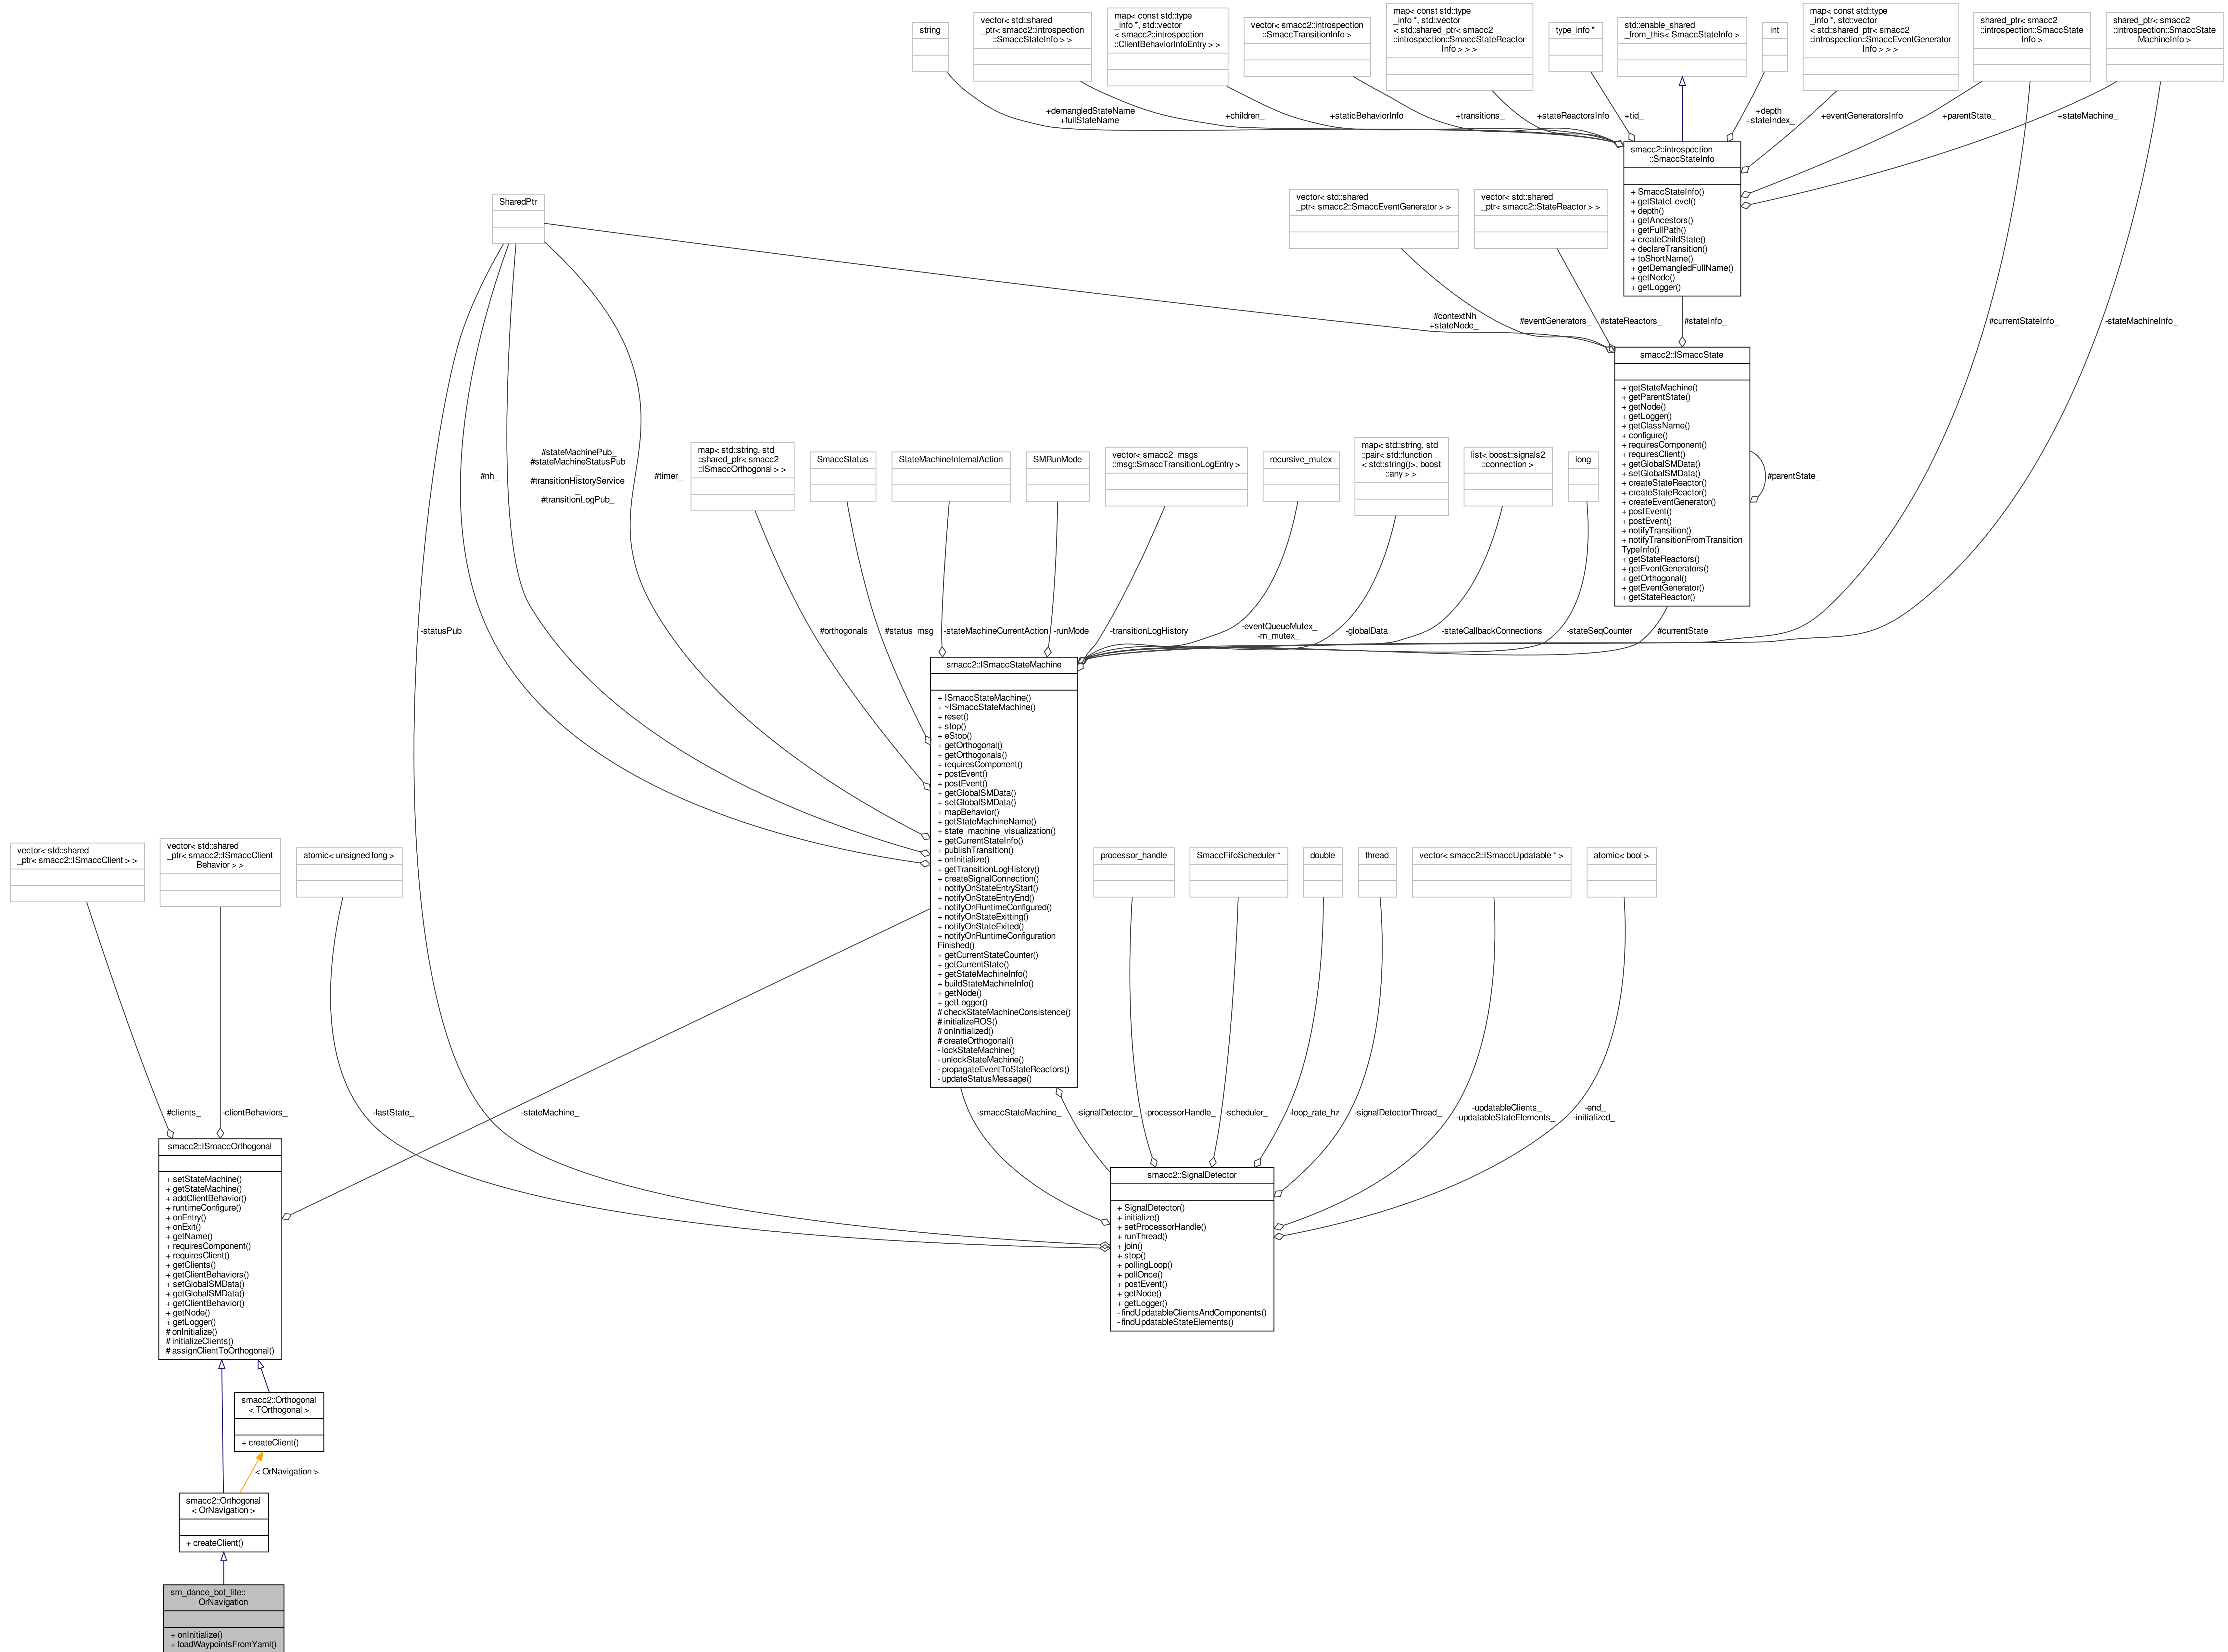 string
vector< std::shared
_ptr< smacc2::introspection
::SmaccStateInfo > >
map< const std::type
_info *, std::vector
< smacc2::introspection
::ClientBehaviorInfoEntry > >
vector< smacc2::introspection
::SmaccTransitionInfo >
map< const std::type
_info *, std::vector
< std::shared_ptr< smacc2
::introspection::SmaccStateReactor
Info > > >
type_info *
std::enable_shared
_from_this< SmaccStateInfo >
int
map< const std::type
_info *, std::vector
< std::shared_ptr< smacc2
::introspection::SmaccEventGenerator
Info > > >
shared_ptr< smacc2
::introspection::SmaccState
Info >
shared_ptr< smacc2
::introspection::SmaccState
MachineInfo >
+demangledStateName
+fullStateName
+children_
+staticBehaviorInfo
+transitions_
+stateReactorsInfo
+tid_
+depth_
+stateIndex_
+eventGeneratorsInfo
+parentState_
+stateMachine_
smacc2::introspection
::SmaccStateInfo
+ SmaccStateInfo()
+ getStateLevel()
+ depth()
+ getAncestors()
+ getFullPath()
+ createChildState()
+ declareTransition()
+ toShortName()
+ getDemangledFullName()
+ getNode()
+ getLogger()
SharedPtr
vector< std::shared
_ptr< smacc2::SmaccEventGenerator > >
vector< std::shared
_ptr< smacc2::StateReactor > >
#contextNh
+stateNode_
#eventGenerators_
#stateReactors_
#stateInfo_
#currentStateInfo_
-stateMachineInfo_
smacc2::ISmaccState
+ getStateMachine()
+ getParentState()
+ getNode()
+ getLogger()
+ getClassName()
+ configure()
+ requiresComponent()
+ requiresClient()
+ getGlobalSMData()
+ setGlobalSMData()
+ createStateReactor()
+ createStateReactor()
+ createEventGenerator()
+ postEvent()
+ postEvent()
+ notifyTransition()
+ notifyTransitionFromTransition
TypeInfo()
+ getStateReactors()
+ getEventGenerators()
+ getOrthogonal()
+ getEventGenerator()
+ getStateReactor()
#parentState_
#nh_
#stateMachinePub_
#stateMachineStatusPub
_
#transitionHistoryService
_
#transitionLogPub_
#timer_
map< std::string, std
::shared_ptr< smacc2
::ISmaccOrthogonal > >
SmaccStatus
StateMachineInternalAction
SMRunMode
vector< smacc2_msgs
::msg::SmaccTransitionLogEntry >
recursive_mutex
map< std::string, std
::pair< std::function
< std::string()>, boost
::any > >
list< boost::signals2
::connection >
long
-statusPub_
#orthogonals_
#status_msg_
-stateMachineCurrentAction
-runMode_
-transitionLogHistory_
-eventQueueMutex_
-m_mutex_
-globalData_
-stateCallbackConnections
-stateSeqCounter_
#currentState_
smacc2::ISmaccStateMachine
+ ISmaccStateMachine()
+ ~ISmaccStateMachine()
+ reset()
+ stop()
+ eStop()
+ getOrthogonal()
+ getOrthogonals()
+ requiresComponent()
+ postEvent()
+ postEvent()
+ getGlobalSMData()
+ setGlobalSMData()
+ mapBehavior()
+ getStateMachineName()
+ state_machine_visualization()
+ getCurrentStateInfo()
+ publishTransition()
+ onInitialize()
+ getTransitionLogHistory()
+ createSignalConnection()
+ notifyOnStateEntryStart()
+ notifyOnStateEntryEnd()
+ notifyOnRuntimeConfigured()
+ notifyOnStateExitting()
+ notifyOnStateExited()
+ notifyOnRuntimeConfiguration
Finished()
+ getCurrentStateCounter()
+ getCurrentState()
+ getStateMachineInfo()
+ buildStateMachineInfo()
+ getNode()
+ getLogger()
# checkStateMachineConsistence()
# initializeROS()
# onInitialized()
# createOrthogonal()
- lockStateMachine()
- unlockStateMachine()
- propagateEventToStateReactors()
- updateStatusMessage()
vector< std::shared
_ptr< smacc2::ISmaccClient > >
vector< std::shared
_ptr< smacc2::ISmaccClient
Behavior > >
atomic< unsigned long >
processor_handle
SmaccFifoScheduler *
double
thread
vector< smacc2::ISmaccUpdatable * >
atomic< bool >
#clients_
-clientBehaviors_
-lastState_
-stateMachine_
-smaccStateMachine_
-signalDetector_
-processorHandle_
-scheduler_
-loop_rate_hz
-signalDetectorThread_
-updatableClients_
-updatableStateElements_
-end_
-initialized_
smacc2::ISmaccOrthogonal
+ setStateMachine()
+ getStateMachine()
+ addClientBehavior()
+ runtimeConfigure()
+ onEntry()
+ onExit()
+ getName()
+ requiresComponent()
+ requiresClient()
+ getClients()
+ getClientBehaviors()
+ setGlobalSMData()
+ getGlobalSMData()
+ getClientBehavior()
+ getNode()
+ getLogger()
# onInitialize()
# initializeClients()
# assignClientToOrthogonal()
smacc2::SignalDetector
+ SignalDetector()
+ initialize()
+ setProcessorHandle()
+ runThread()
+ join()
+ stop()
+ pollingLoop()
+ pollOnce()
+ postEvent()
+ getNode()
+ getLogger()
- findUpdatableClientsAndComponents()
- findUpdatableStateElements()
smacc2::Orthogonal
< TOrthogonal >
+ createClient()
< OrNavigation >
smacc2::Orthogonal
< OrNavigation >
+ createClient()
sm_dance_bot_lite::
OrNavigation
+ onInitialize()
+ loadWaypointsFromYaml()